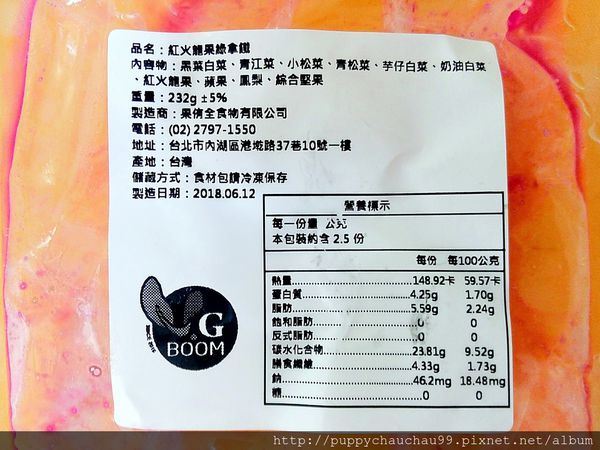 品名：紅火龍果綠拿鐵
內容物：黑葉白菜、青江菜、小松菜、青松菜、芋仔白菜、奶油白菜
、紅火龍果、蘋果、鳳梨、綜合堅果
重量：232g ±5%
製造商：果侑全食物有限公司
電話：(02) 2797-1550
地址：台北市內湖區港墘路37巷10號一樓
產地：台灣
儲藏方式：食材包請冷凍保存
製造日期：2018.06.12
營養標示
每一份量 公克
本包裝約含 2.5 份
每份 每100公克
熱量 148.92卡 59.57卡
蛋白質 4.25g 1.70g
脂肪 5.59g 2.24g
飽和脂肪 0 0
反式脂肪 0 0
碳水化合物 23.81g 9.52g
膳食纖維 4.33g 1.73g
鈉 46.2mg 18.48mg
糖 0 0
G
BOOM
http://puppychauchau99.pixnet.net/album